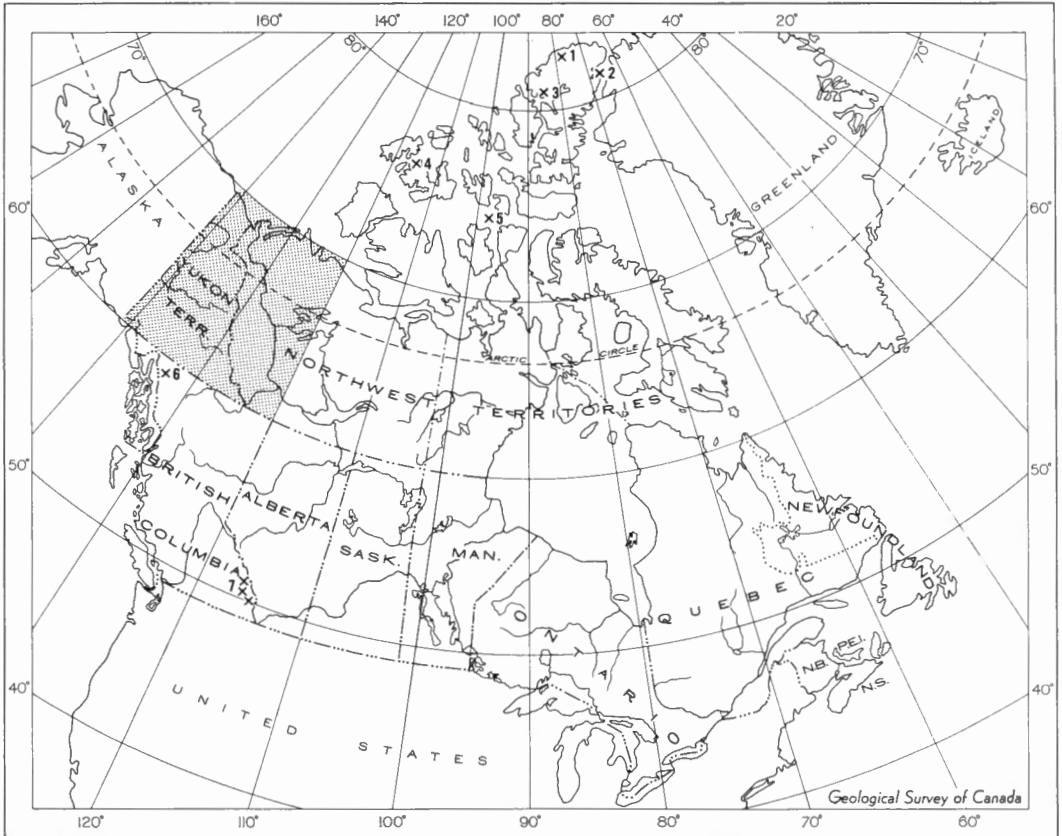 160° 140° 120° 100° 80° 60° 40° 20°
70° 80° 80° 70°
×1
×2
×3
×4
×5
ALASKA
GREENLAND
ICELAND
60° 60°
YUKON
TERR.
ARCTIC CIRCLE
×6
NORTHWEST TERRITORIES
50° 50°
BRITISH
COLUMBIA
ALBERTA
SASK.
MAN.
ONTARIO
QUEBEC
NEWFOUNDLAND
1
P.E.I.
N.B.
N.S.
40° 40°
UNITED STATES
Geological Survey of Canada
120° 110° 100° 90° 80° 70° 60°